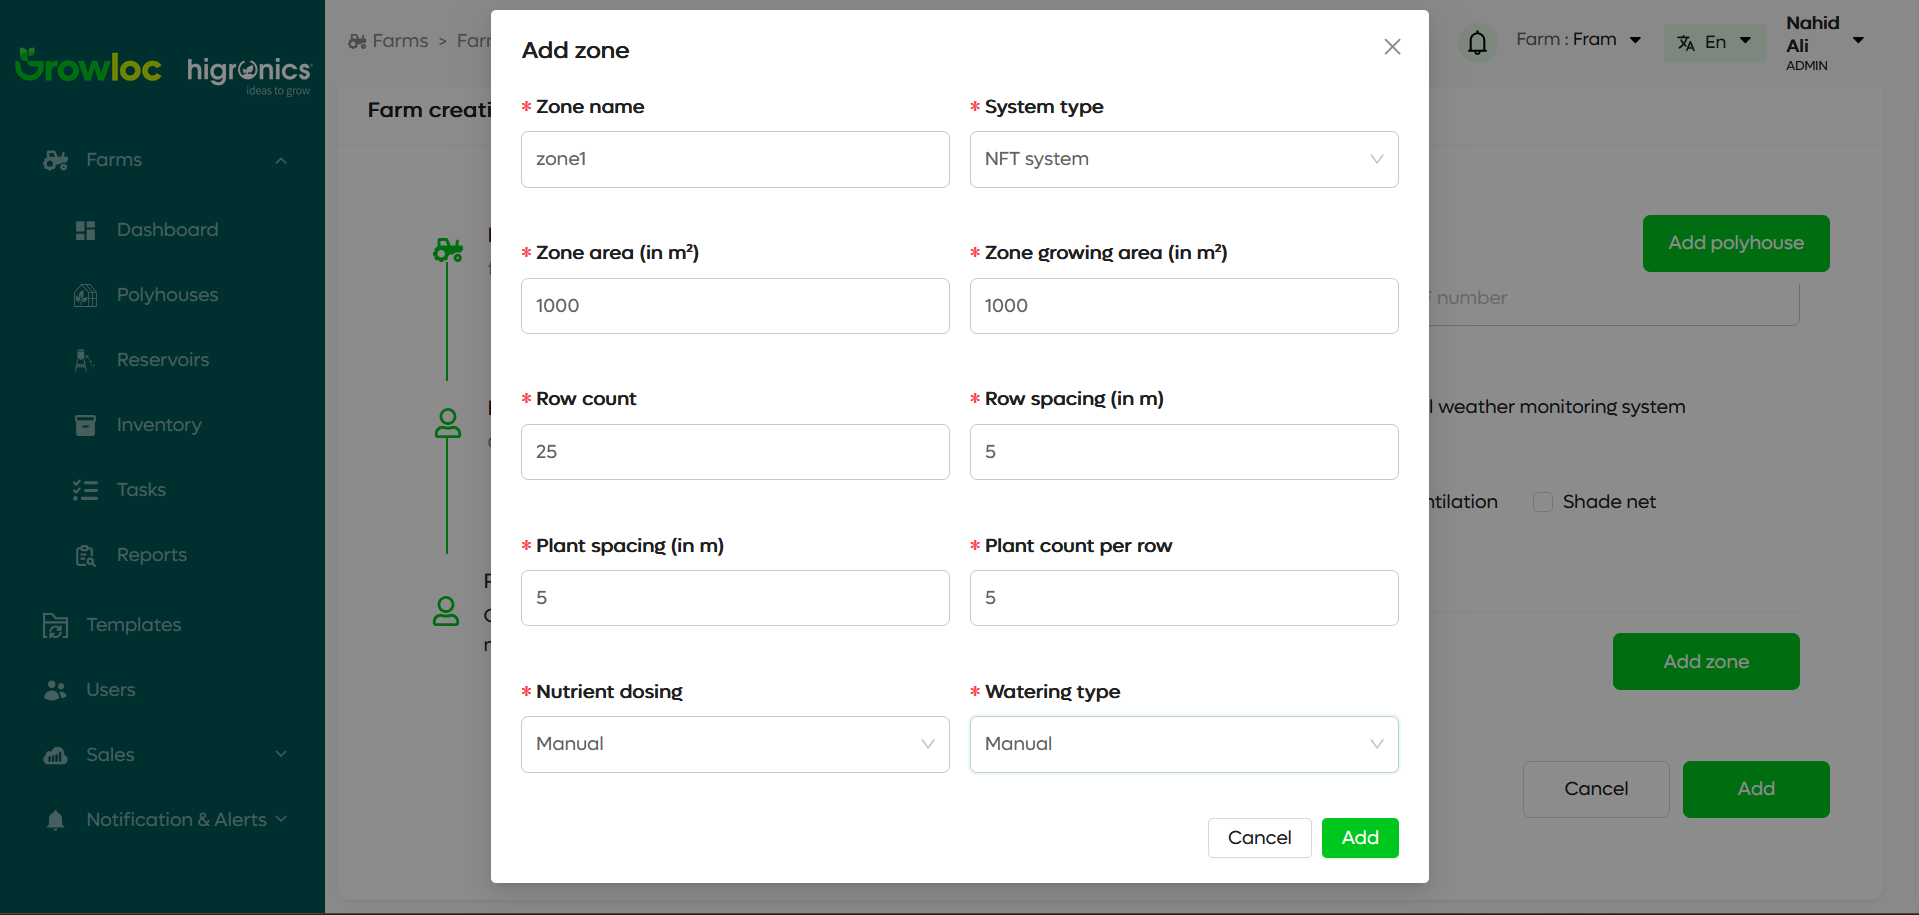 Growloc
higronics
ideas to grow
Farms
Dashboard
Polyhouses
Reservoirs
Inventory
Tasks
Reports
Templates
Users
Sales
Notification & Alerts
Farms >
Farm : Fram
En
Nahid
Ali
ADMIN
Farm creati
Add polyhouse
number
l weather monitoring system
ntilation
Shade net
Add zone
Cancel
Add
Add zone
* Zone name
* System type
zone1
NFT system
* Zone area (in m²)
* Zone growing area (in m²)
1000
1000
* Row count
* Row spacing (in m)
25
5
* Plant spacing (in m)
* Plant count per row
5
5
* Nutrient dosing
* Watering type
Manual
Manual
Cancel
Add